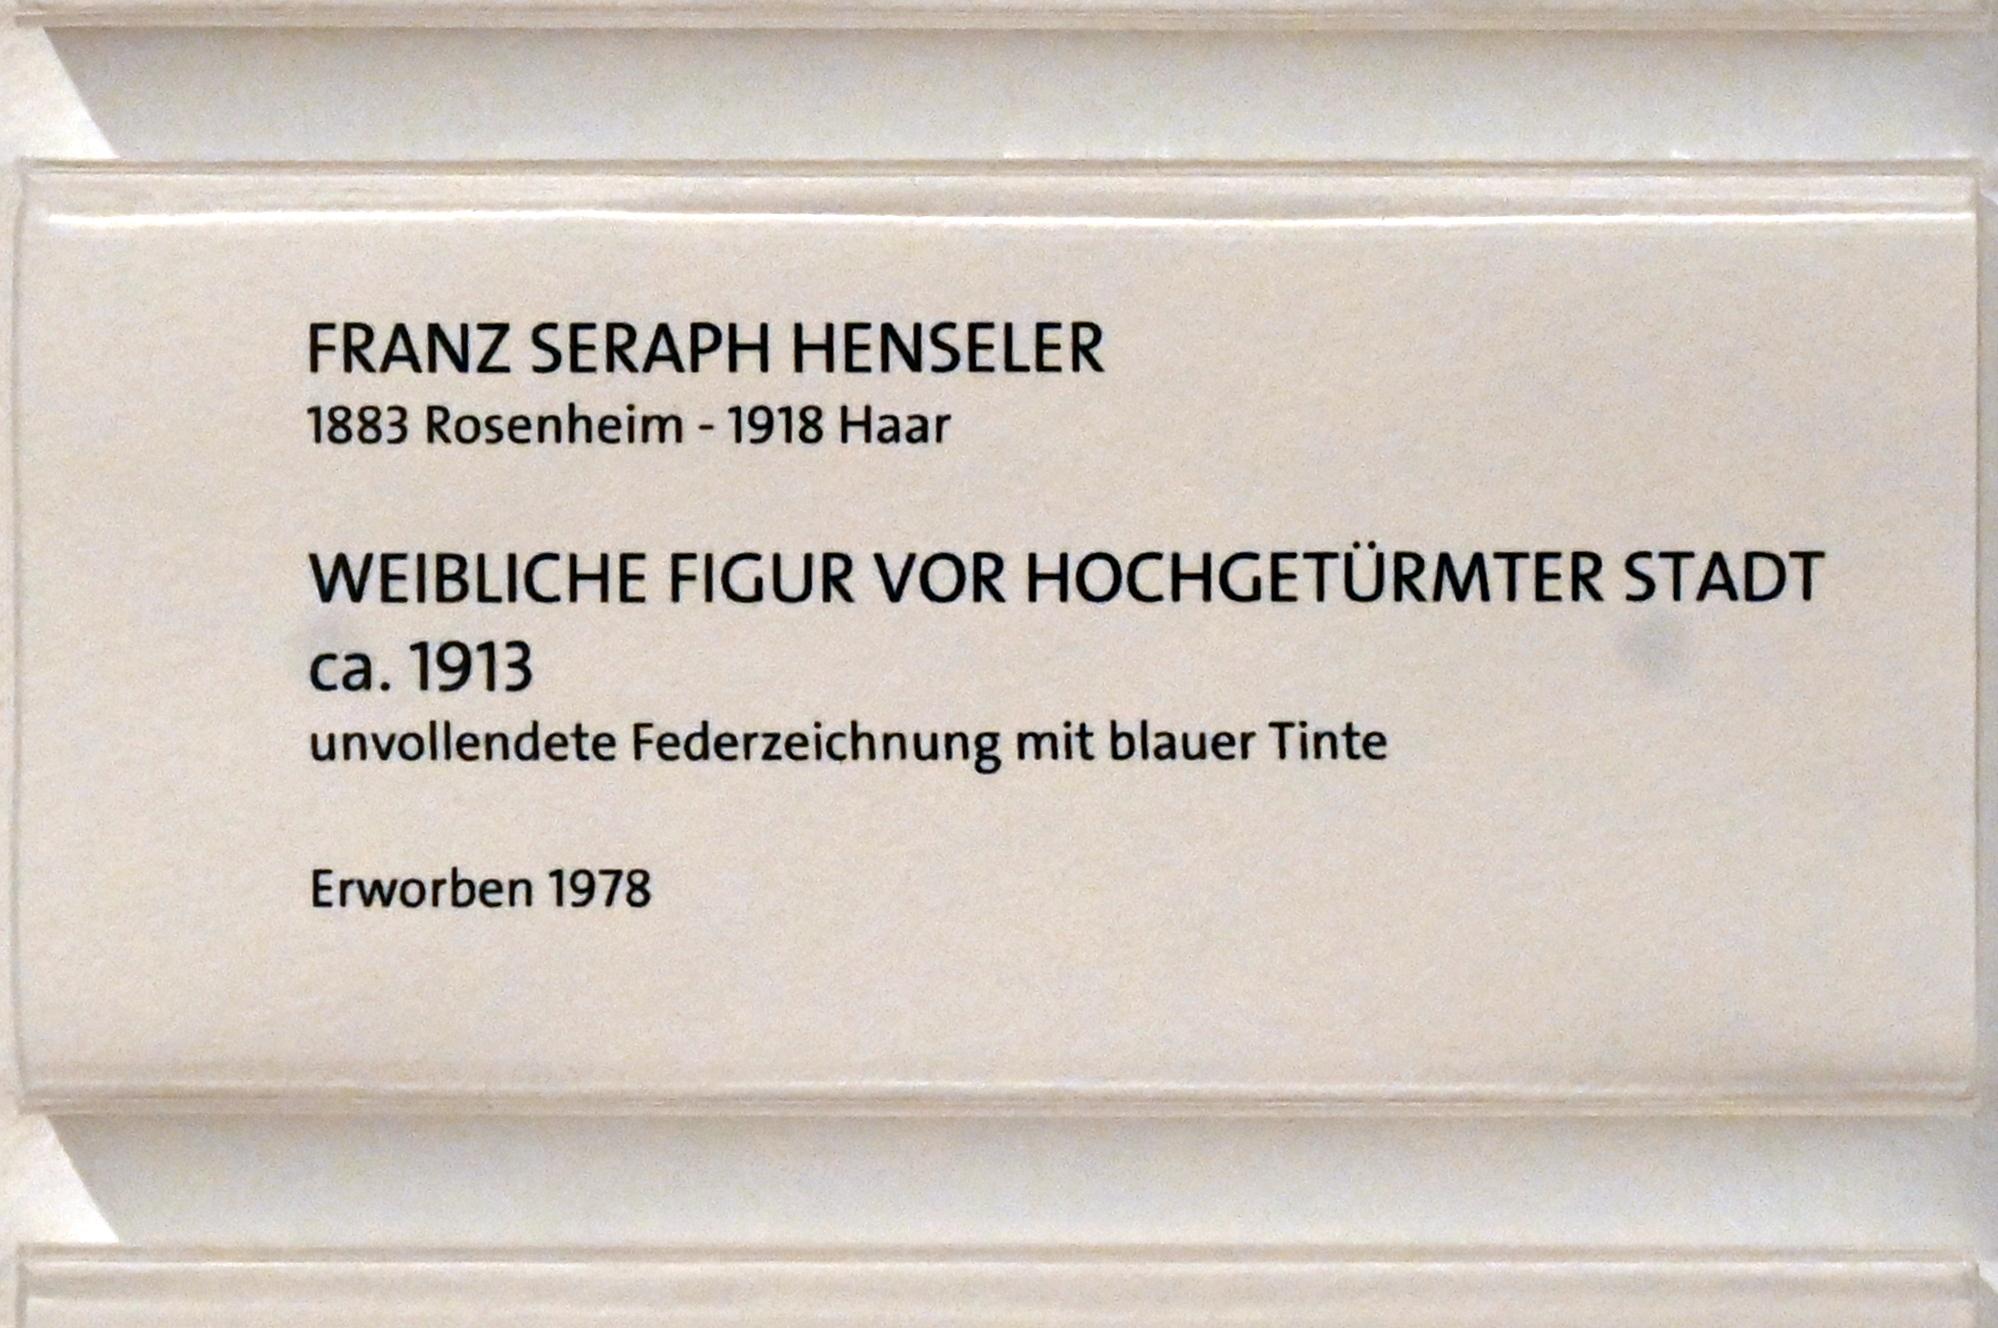 FRANZ SERAPH HENSELER
1883 Rosenheim - 1918 Haar
WEIBLICHE FIGUR VOR HOCHGETÜRMTER STADT
ca. 1913
unvollendete Federzeichnung mit blauer Tinte
Erworben 1978